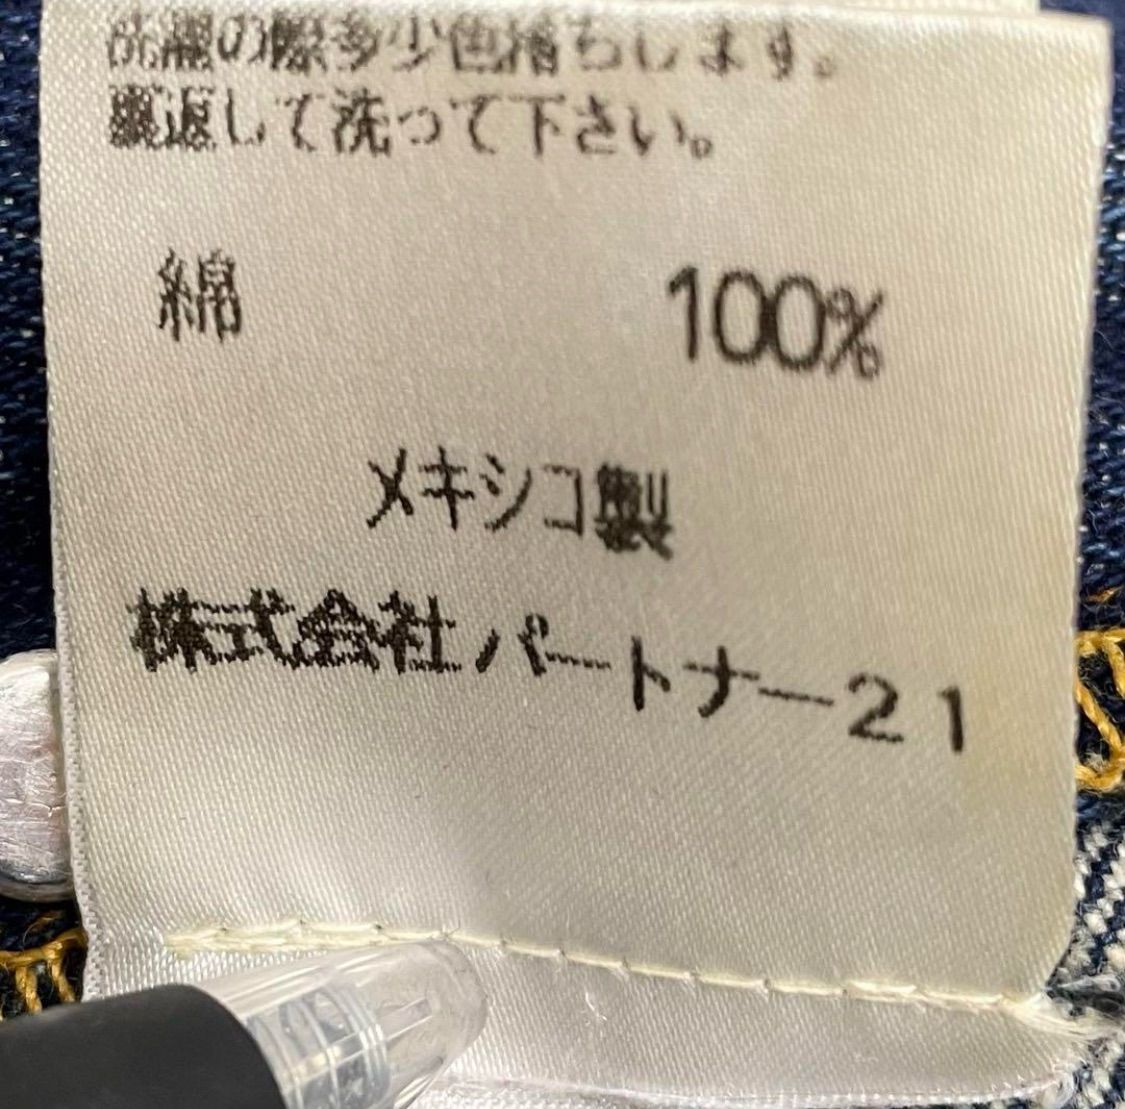 洗濯の際多少色落ちします。
裏返して洗って下さい。
綿 100%
メキシコ製
株式会社パートナー21